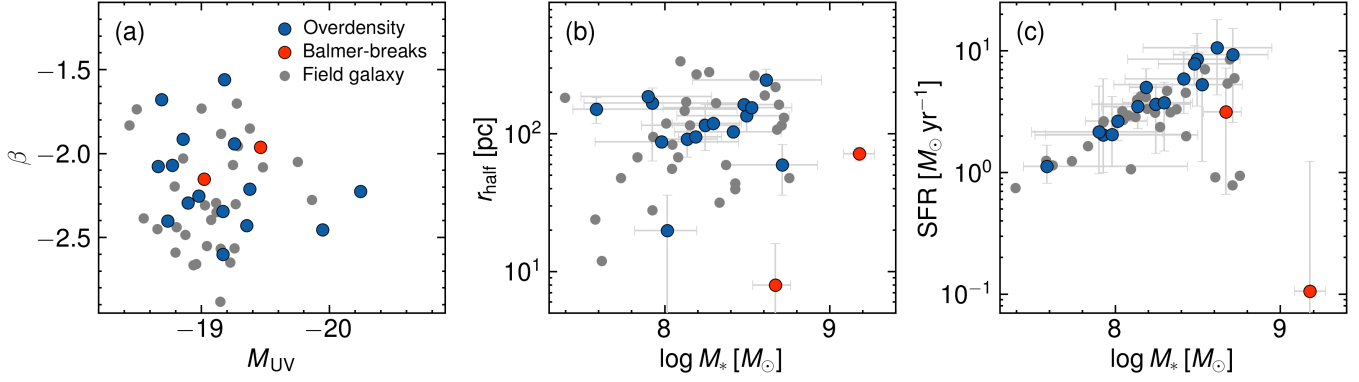 (a)
Overdensity
Balmer-breaks
Field galaxy
−1.5
−2.0
−2.5
β
−19
−20
M_UV
(b)
10²
10¹
r_half [pc]
8
9
log M_* [M_⊙]
(c)
10¹
10⁰
10⁻¹
SFR [M_⊙ yr⁻¹]
8
9
log M_* [M_⊙]